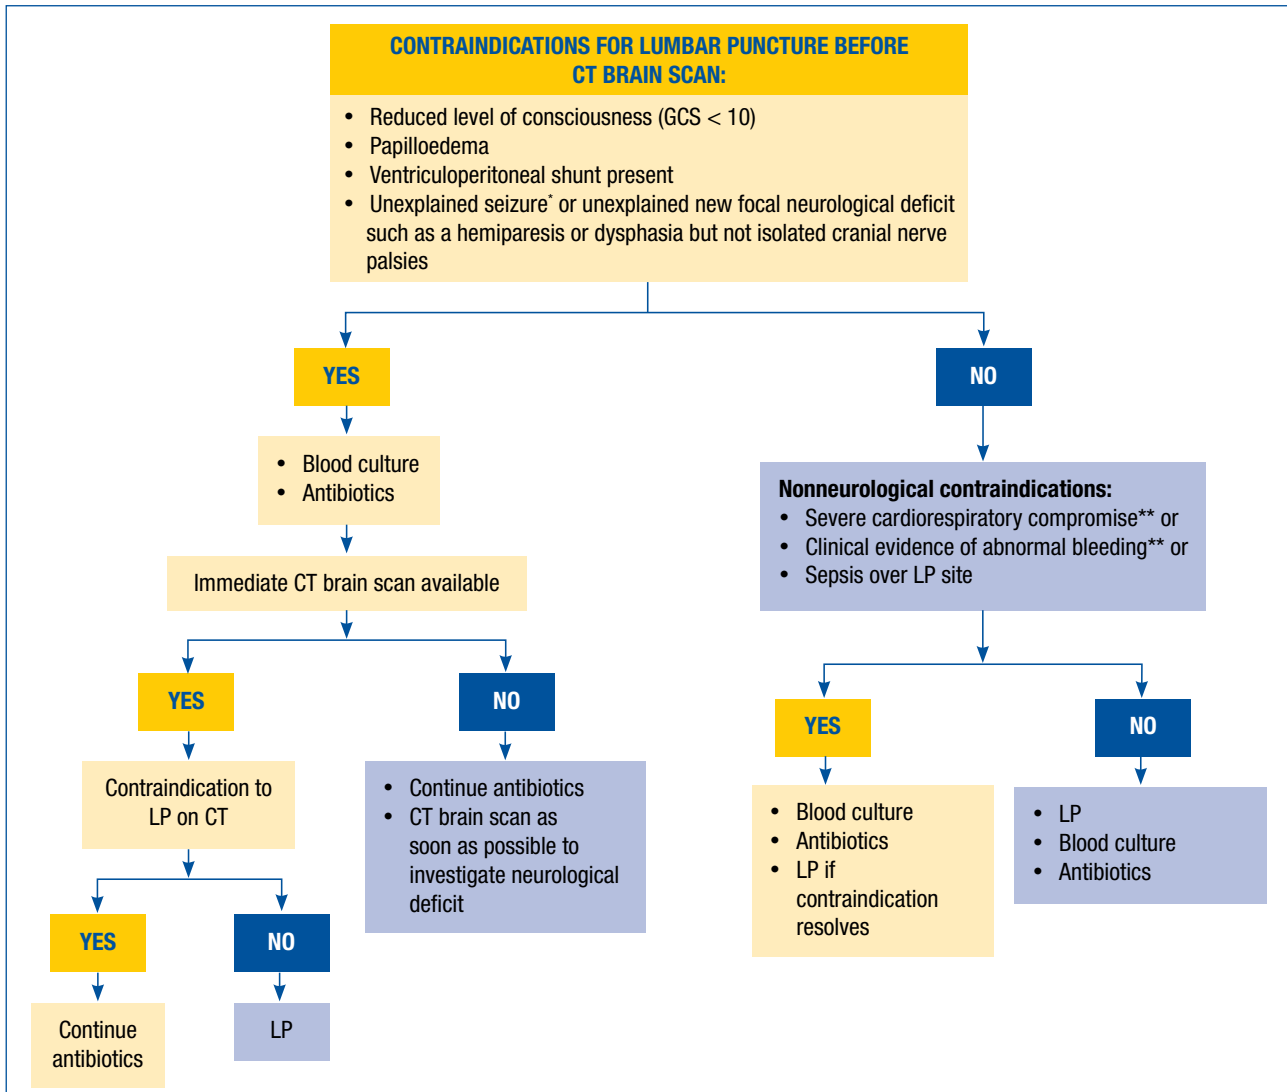 CONTRAINDICATIONS FOR LUMBAR PUNCTURE BEFORE
CT BRAIN SCAN:
• Reduced level of consciousness (GCS < 10)
• Papilloedema
• Ventriculoperitoneal shunt present
• Unexplained seizure* or unexplained new focal neurological deficit
such as a hemiparesis or dysphasia but not isolated cranial nerve
palsies
YES
• Blood culture
• Antibiotics
Immediate CT brain scan available
YES
Contraindication to
LP on CT
YES
Continue
antibiotics
NO
LP
NO
• Continue antibiotics
• CT brain scan as
soon as possible to
investigate neurological
deficit
NO
Nonneurological contraindications:
• Severe cardiorespiratory compromise** or
• Clinical evidence of abnormal bleeding** or
• Sepsis over LP site
YES
• Blood culture
• Antibiotics
• LP if
contraindication
resolves
NO
• LP
• Blood culture
• Antibiotics